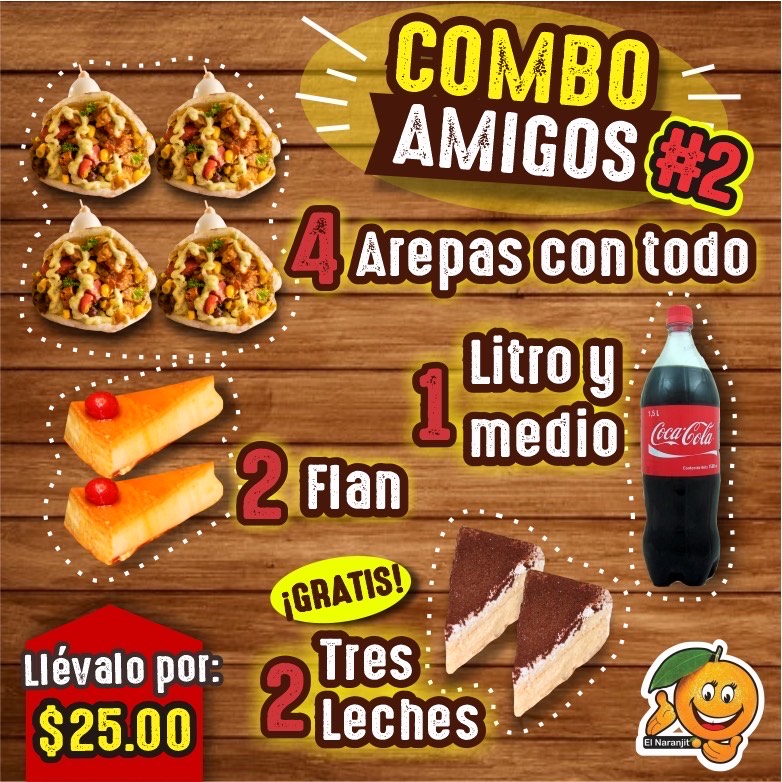 COMBO
AMIGOS #2
4 Arepas con todo
1 Litro y
medio
1,5 L
Coca-Cola
2 Flan
¡GRATIS!
2 Tres
Leches
Llévalo por:
$25.00
El Naranjit